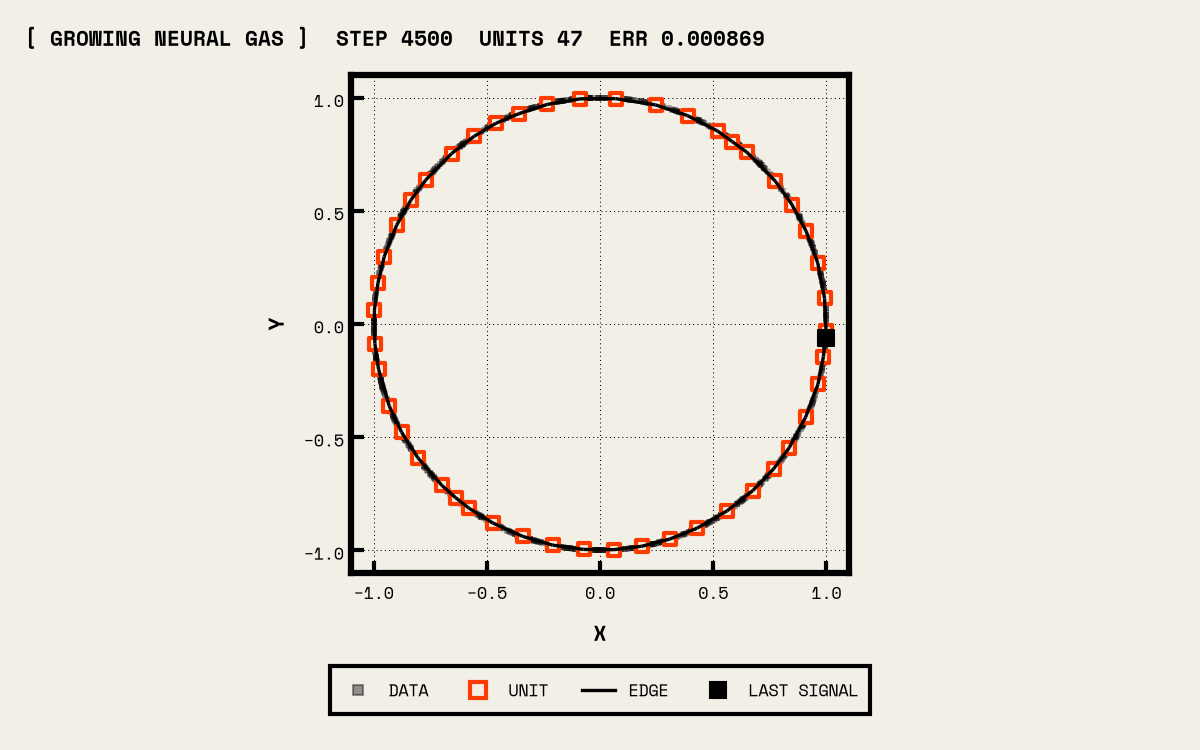 [ GROWING NEURAL GAS ]  STEP 4500  UNITS 47  ERR 0.000869
1.0
0.5
0.0
−0.5
−1.0
Y
−1.0 −0.5 0.0 0.5 1.0
X
DATA UNIT EDGE LAST SIGNAL